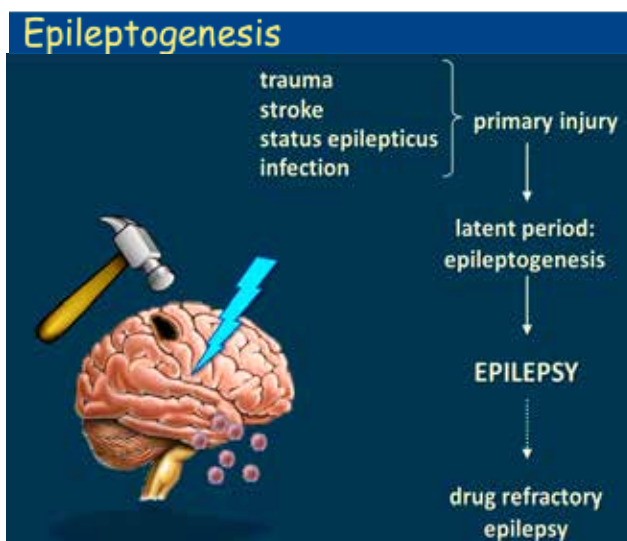 Epileptogenesis
trauma
stroke
status epilepticus
infection
primary injury
latent period:
epileptogenesis
EPILEPSY
drug refractory
epilepsy